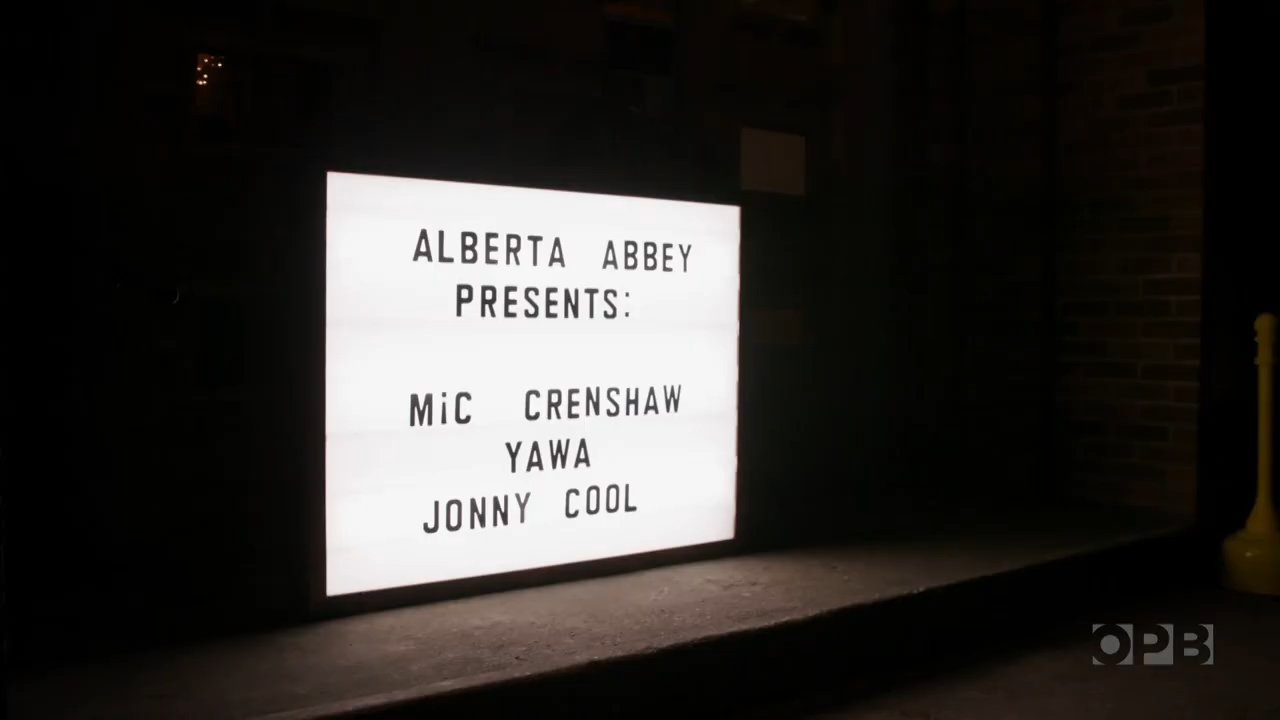 ALBERTA ABBEY
PRESENTS:
MiC CRENSHAW
YAWA
JONNY COOL
OPB